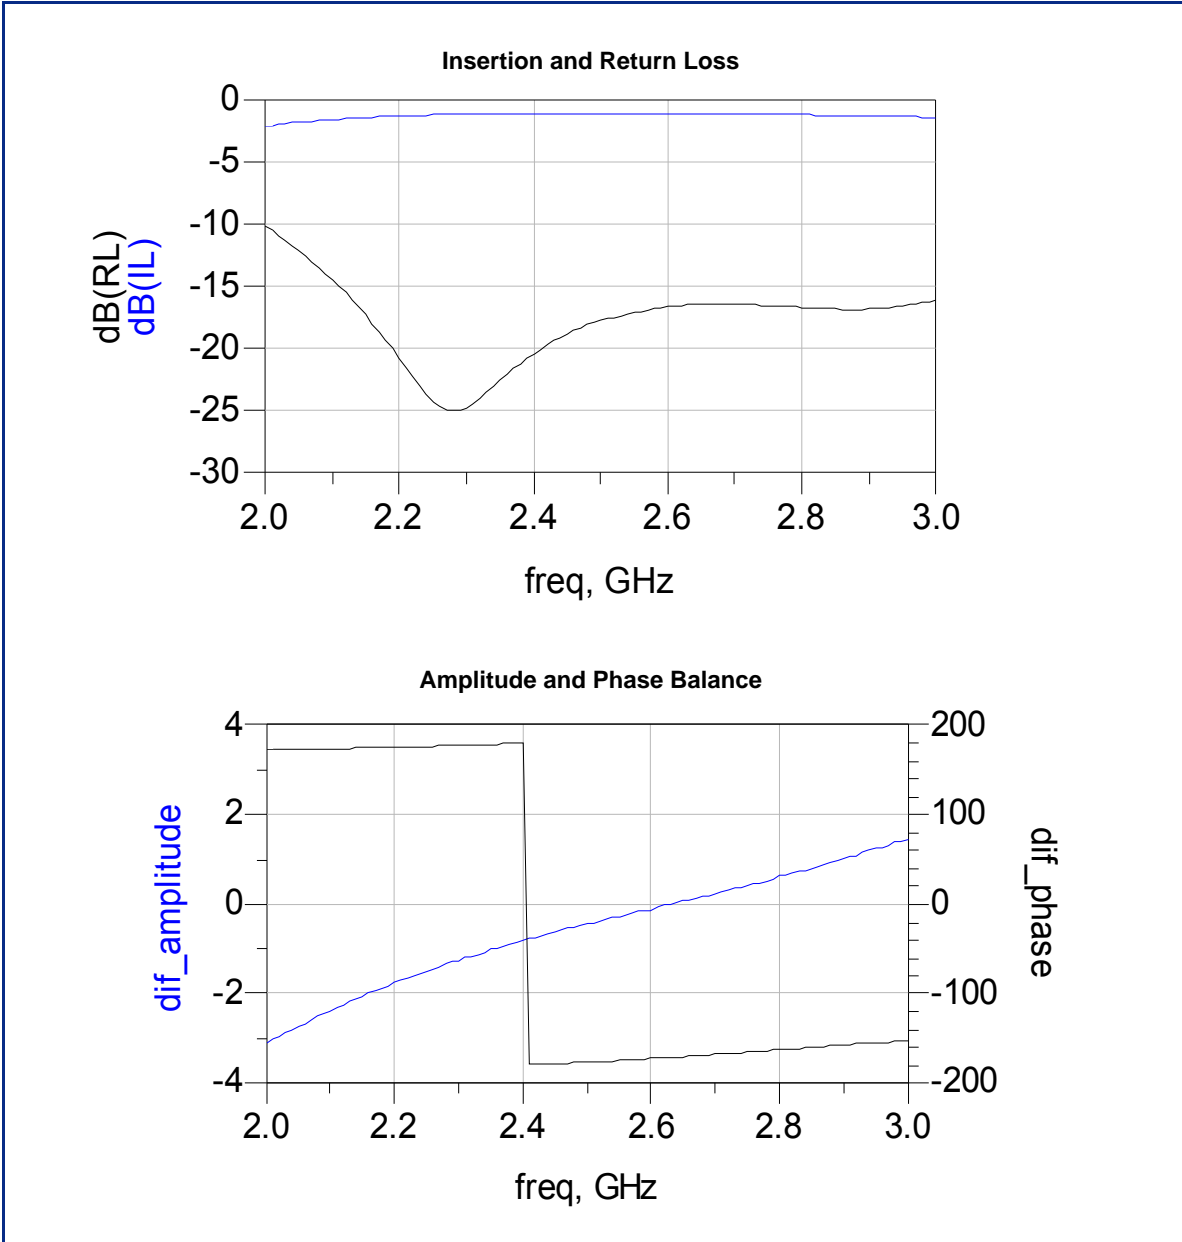 Insertion and Return Loss
0
-5
-10
-15
-20
-25
-30
dB(RL)
dB(IL)
2.0 2.2 2.4 2.6 2.8 3.0
freq, GHz
Amplitude and Phase Balance
4
2
0
-2
-4
dif_amplitude
200
100
0
-100
-200
dif_phase
2.0 2.2 2.4 2.6 2.8 3.0
freq, GHz